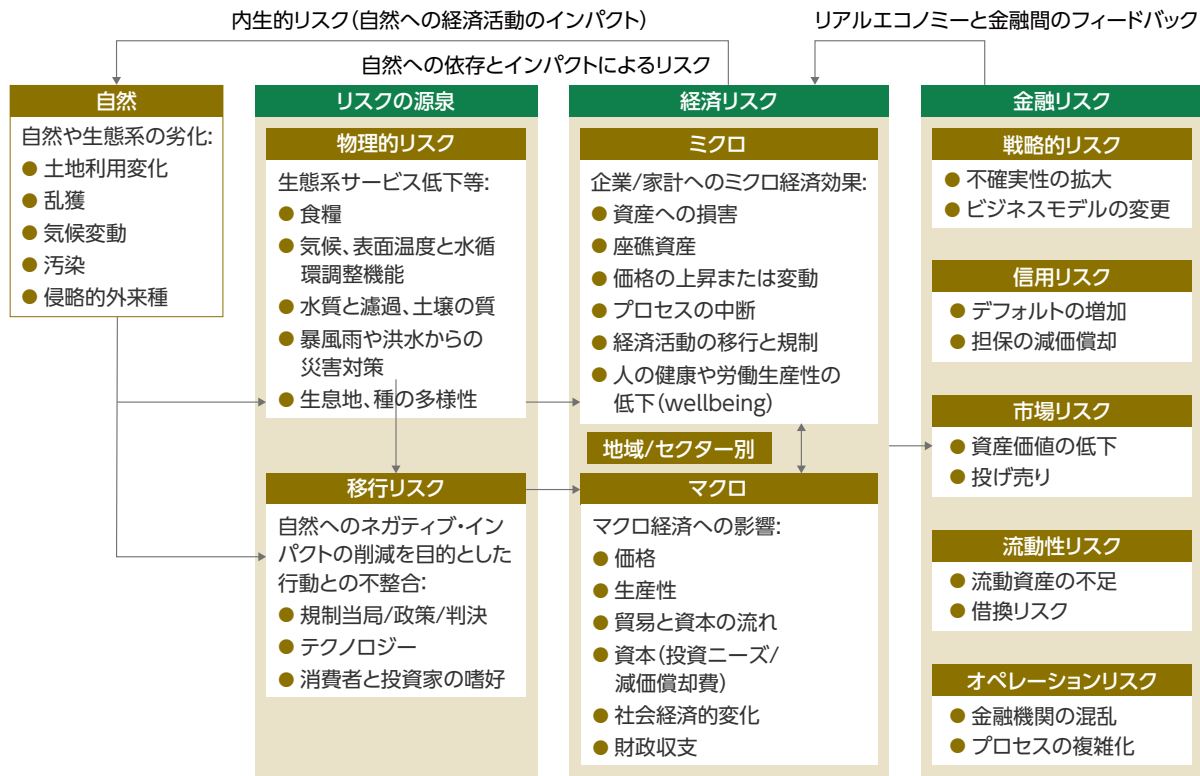 内生的リスク(自然への経済活動のインパクト)
リアルエコノミーと金融間のフィードバック
自然への依存とインパクトによるリスク
自然
自然や生態系の劣化:
● 土地利用変化
● 乱獲
● 気候変動
● 汚染
● 侵略的外来種
リスクの源泉
物理的リスク
生態系サービス低下等:
● 食糧
● 気候、表面温度と水循
環調整機能
● 水質と濾過、土壌の質
● 暴風雨や洪水からの
災害対策
● 生息地、種の多様性
移行リスク
自然へのネガティブ・イン
パクトの削減を目的とした
行動との不整合:
● 規制当局/政策/判決
● テクノロジー
● 消費者と投資家の嗜好
経済リスク
ミクロ
企業/家計へのミクロ経済効果:
● 資産への損害
● 座礁資産
● 価格の上昇または変動
● プロセスの中断
● 経済活動の移行と規制
● 人の健康や労働生産性の
低下(wellbeing)
地域/セクター別
マクロ
マクロ経済への影響:
● 価格
● 生産性
● 貿易と資本の流れ
● 資本(投資ニーズ/
減価償却費)
● 社会経済的変化
● 財政収支
金融リスク
戦略的リスク
● 不確実性の拡大
● ビジネスモデルの変更
信用リスク
● デフォルトの増加
● 担保の減価償却
市場リスク
● 資産価値の低下
● 投げ売り
流動性リスク
● 流動資産の不足
● 借換リスク
オペレーションリスク
● 金融機関の混乱
● プロセスの複雑化